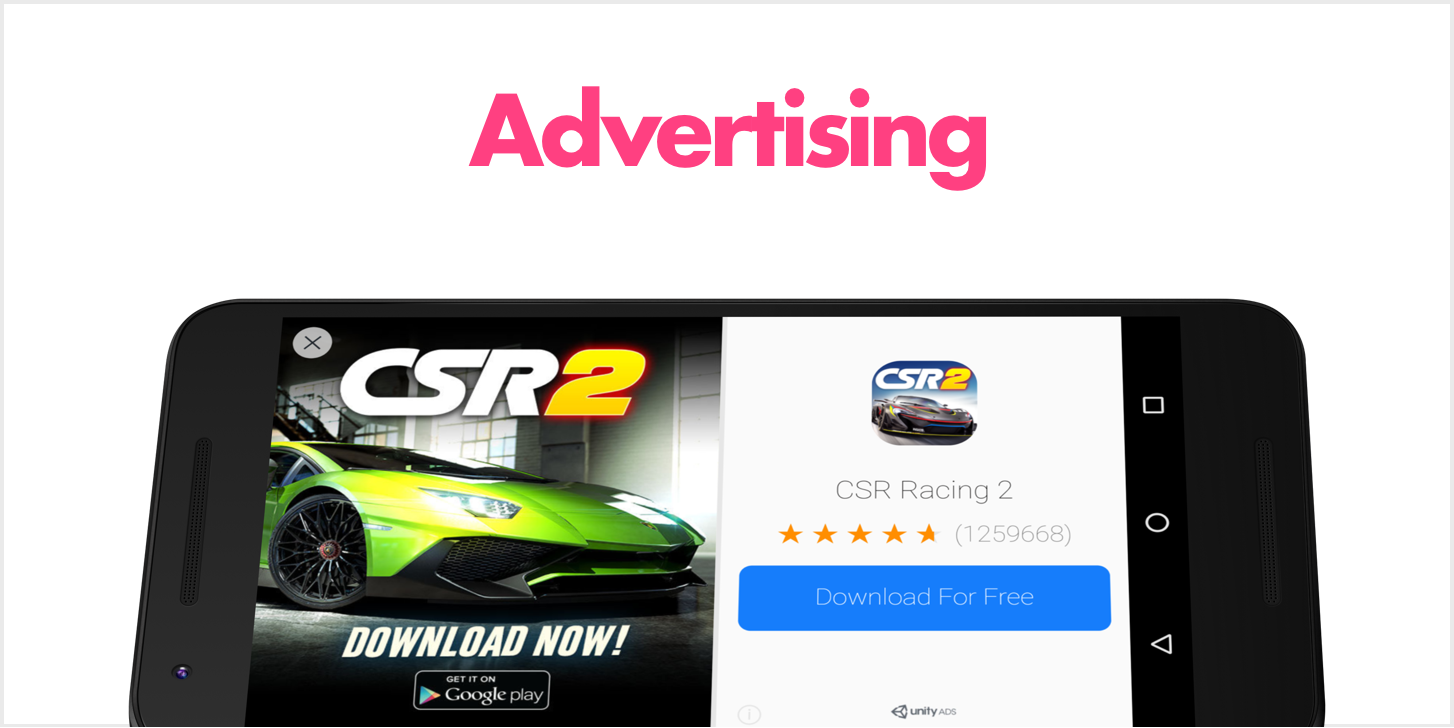 Advertising
CSR2
DOWNLOAD NOW!
GET IT ON
Google play
CSR2
CSR Racing 2
(1259668)
Download For Free
unity ADS